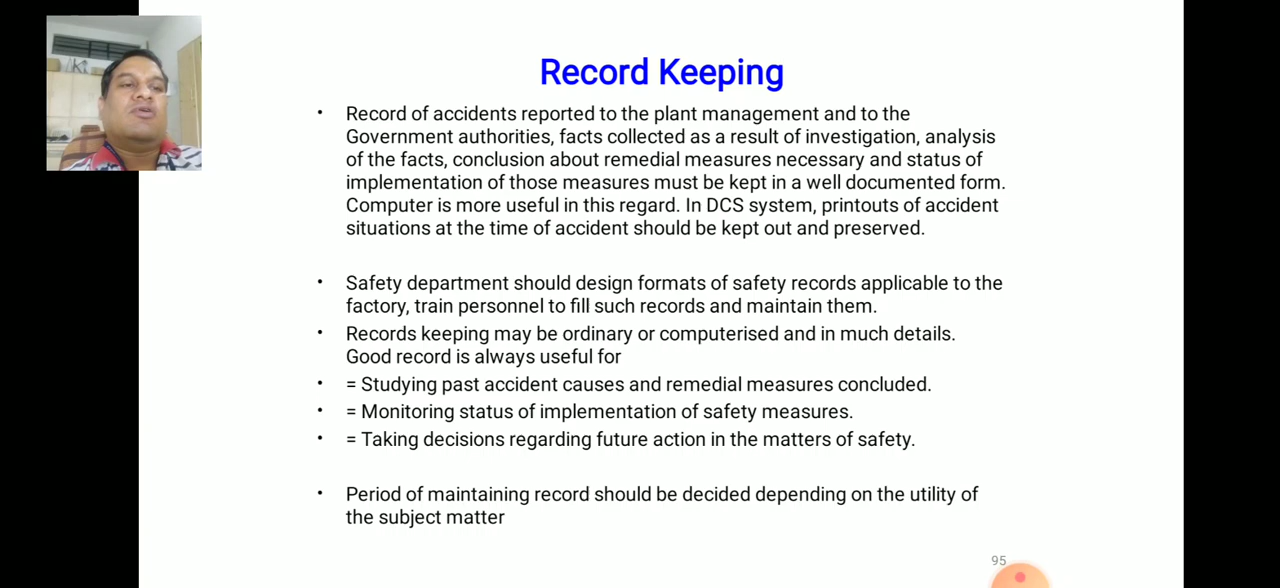 Record Keeping
• Record of accidents reported to the plant management and to the
Government authorities, facts collected as a result of investigation, analysis
of the facts, conclusion about remedial measures necessary and status of
implementation of those measures must be kept in a well documented form.
Computer is more useful in this regard. In DCS system, printouts of accident
situations at the time of accident should be kept out and preserved.
• Safety department should design formats of safety records applicable to the
factory, train personnel to fill such records and maintain them.
• Records keeping may be ordinary or computerised and in much details.
Good record is always useful for
• = Studying past accident causes and remedial measures concluded.
• = Monitoring status of implementation of safety measures.
• = Taking decisions regarding future action in the matters of safety.
• Period of maintaining record should be decided depending on the utility of
the subject matter
95